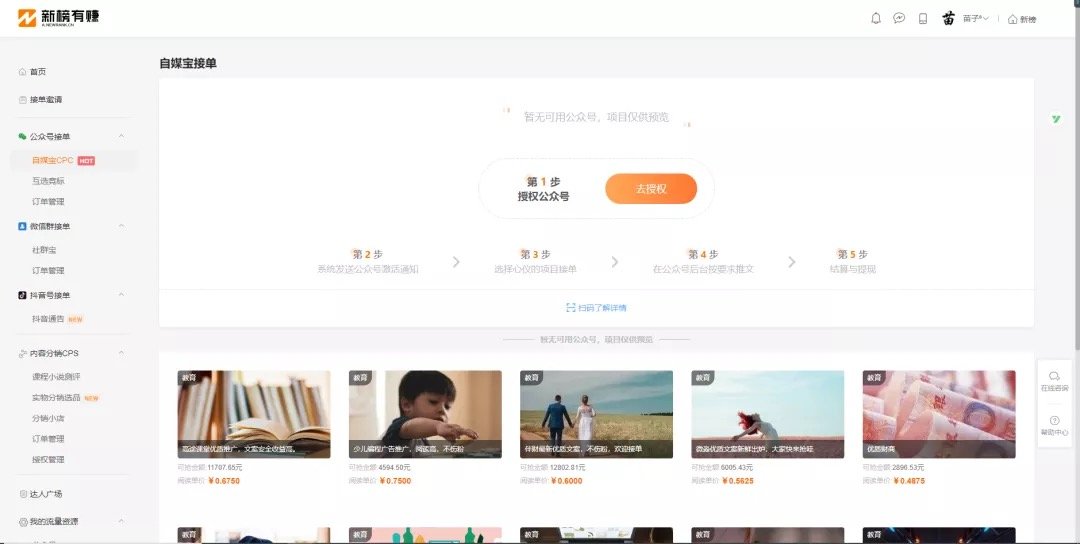 新榜有赚
A.NEWRANK.CN
苗
苗子
新榜
首页
接单邀请
公众号接单
自媒宝CPC HOT
互选竞标
订单管理
微信群接单
社群宝
订单管理
抖音号接单
抖音通告 NEW
内容分销CPS
课程小说测评
实物分销选品 NEW
分销小店
订单管理
授权管理
达人广场
我的流量资源
自媒宝接单
暂无可用公众号，项目仅供预览
第 1 步
授权公众号
去授权
第 2 步
系统发送公众号激活通知
第 3 步
选择心仪的项目接单
第 4 步
在公众号后台按要求推文
第 5 步
结算与提现
扫码了解详情
暂无可用公众号，项目仅供预览
教育
高途课堂优质推广，文案安全收益高。
可抢金额 11707.65元
阅读单价 ¥0.6750
教育
少儿编程广告推广，阅读高，不伤粉
可抢金额 4594.50元
阅读单价 ¥0.7500
教育
伴财最新优质文案，不伤粉，欢迎接单
可抢金额 12802.81元
阅读单价 ¥0.6000
教育
微淼优质文案新鲜出炉，大家快来抢哇
可抢金额 6005.43元
阅读单价 ¥0.5625
教育
优质财商
可抢金额 2896.53元
阅读单价 ¥0.4875
教育
教育
教育
教育
教育
在线咨询
帮助中心